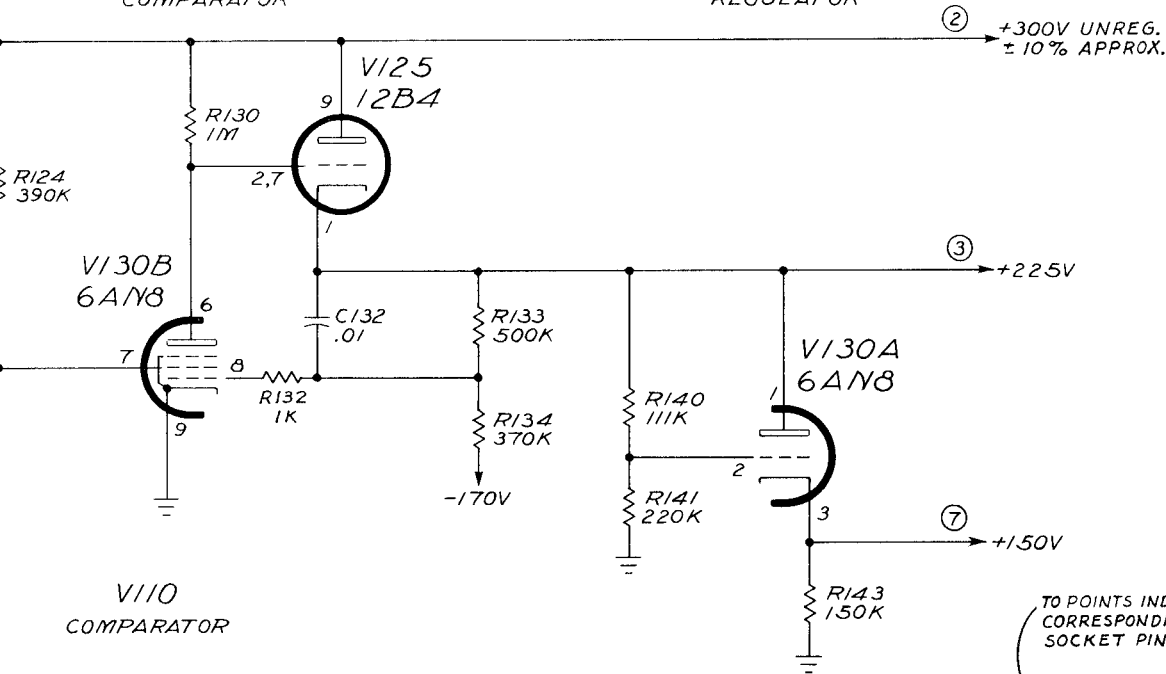 COMPARATOR
REGULATOR
2
+300V UNREG.
± 10% APPROX.
V125
12B4
9
R130
1M
2,7
R124
390K
1
3
+225V
V130B
6AN8
6
C132
.01
R133
500K
7
8
R132
1K
9
R134
370K
-170V
V130A
6AN8
1
R140
111K
2
R141
220K
3
7
+150V
R143
150K
V110
COMPARATOR
TO POINTS
CORRESPOND
SOCKET PIN